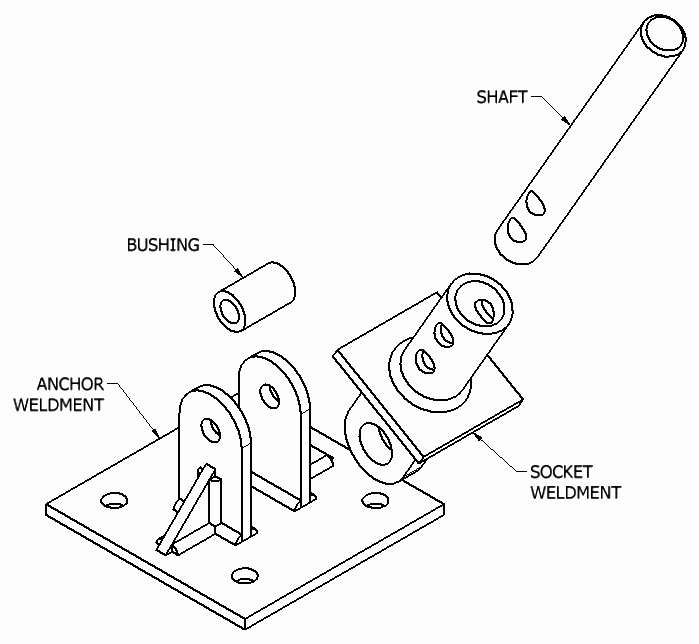 SHAFT
BUSHING
ANCHOR
WELDMENT
SOCKET
WELDMENT